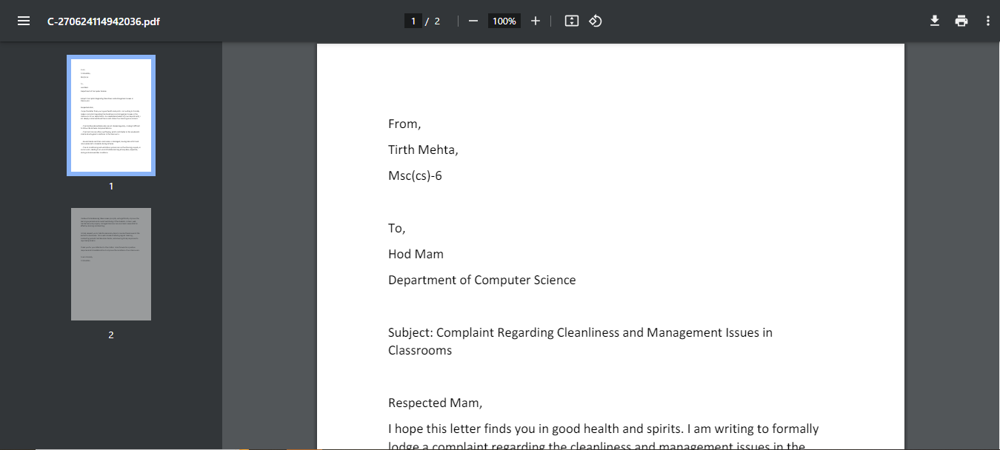 C-270624114942036.pdf
1 / 2
100%
1
2
From,
Tirth Mehta,
Msc(cs)-6
To,
Hod Mam
Department of Computer Science
Subject: Complaint Regarding Cleanliness and Management Issues in
Classrooms
Respected Mam,
I hope this letter finds you in good health and spirits. I am writing to formally
lodge a complaint regarding the cleanliness and management issues in the